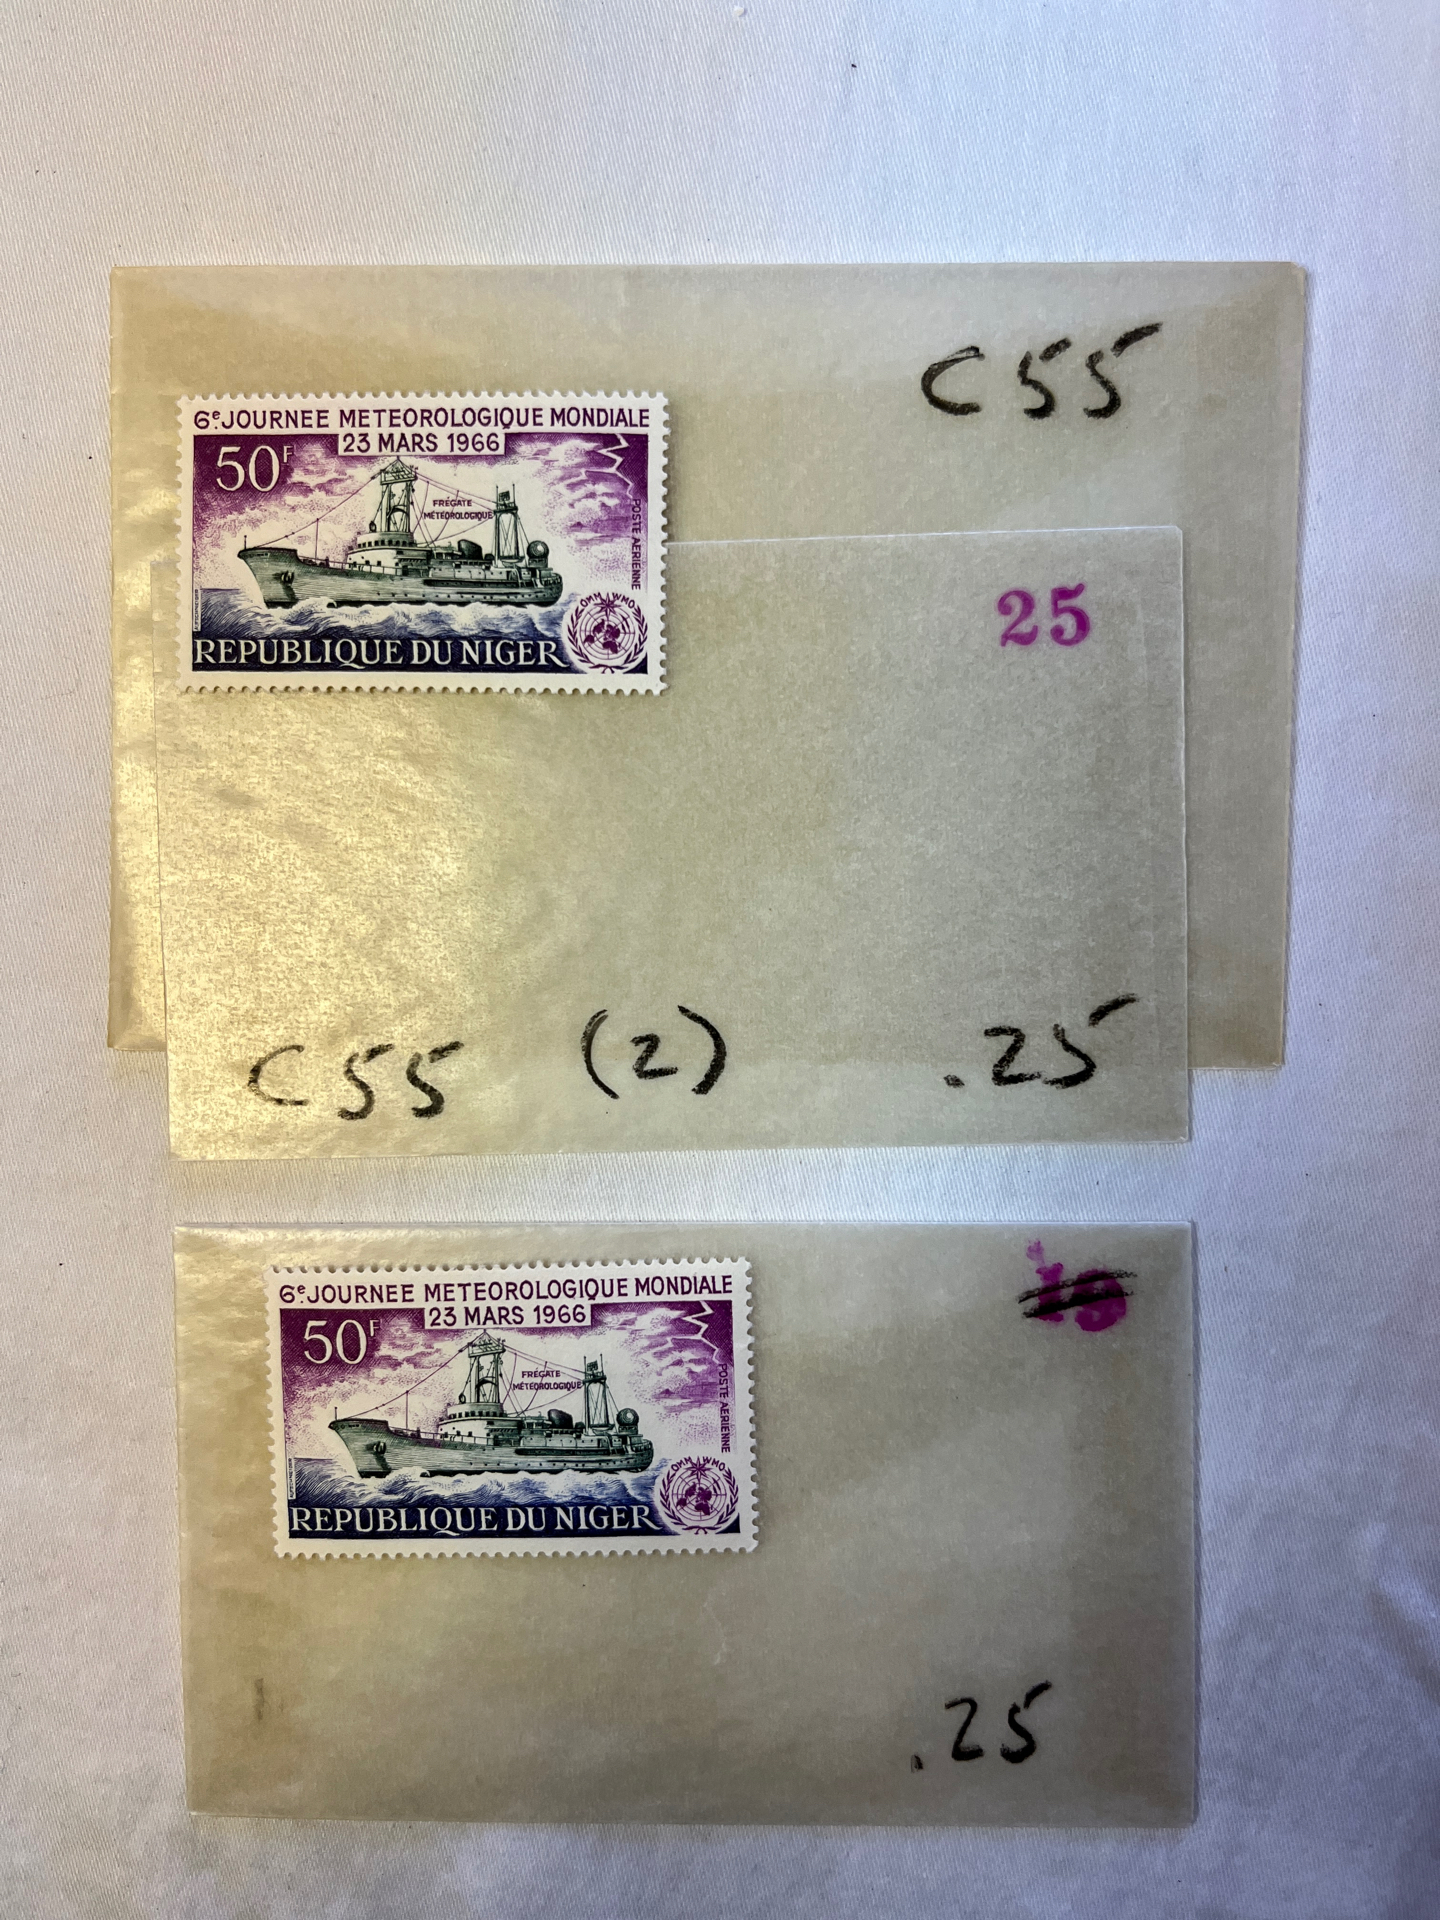 C55
6e JOURNEE METEOROLOGIQUE MONDIALE
23 MARS 1966
50F
FRÉGATE
MÉTÉOROLOGIQUE
POSTE AERIENNE
OMM WMO
REPUBLIQUE DU NIGER
25
C55 (2) .25
6e JOURNEE METEOROLOGIQUE MONDIALE
23 MARS 1966
50F
FRÉGATE
MÉTÉOROLOGIQUE
POSTE AERIENNE
OMM WMO
REPUBLIQUE DU NIGER
.25